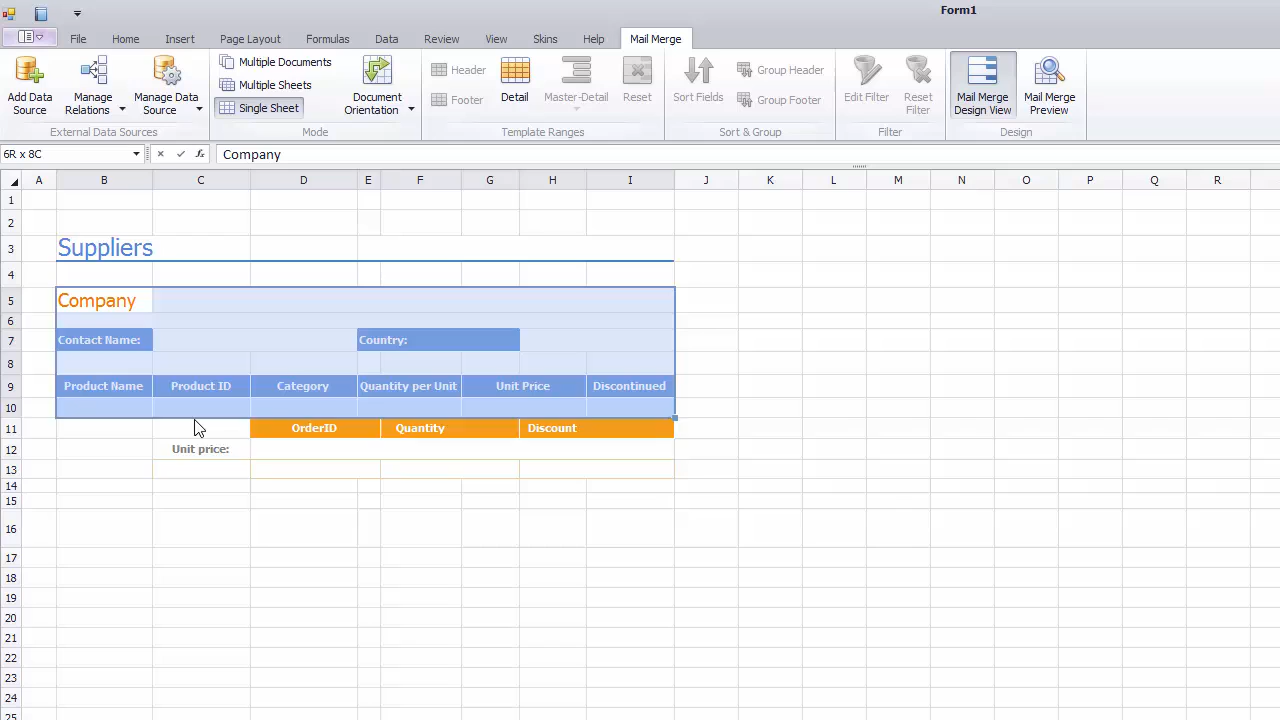 Form1
File Home Insert Page Layout Formulas Data Review View Skins Help Mail Merge
Add Data Source
Manage Relations
Manage Data Source
External Data Sources
Multiple Documents
Multiple Sheets
Single Sheet
Document Orientation
Mode
Header
Footer
Detail
Master-Detail
Reset
Template Ranges
Sort Fields
Group Header
Group Footer
Sort & Group
Edit Filter
Reset Filter
Filter
Mail Merge Design View
Mail Merge Preview
Design
6R x 8C
fx
Company
A B C D E F G H I J K L M N O P Q R
1
2
3 Suppliers
4
5 Company
6
7 Contact Name: Country:
8
9 Product Name Product ID Category Quantity per Unit Unit Price Discontinued
10
11 OrderID Quantity Discount
12 Unit price:
13
14
15
16
17
18
19
20
21
22
23
24
25